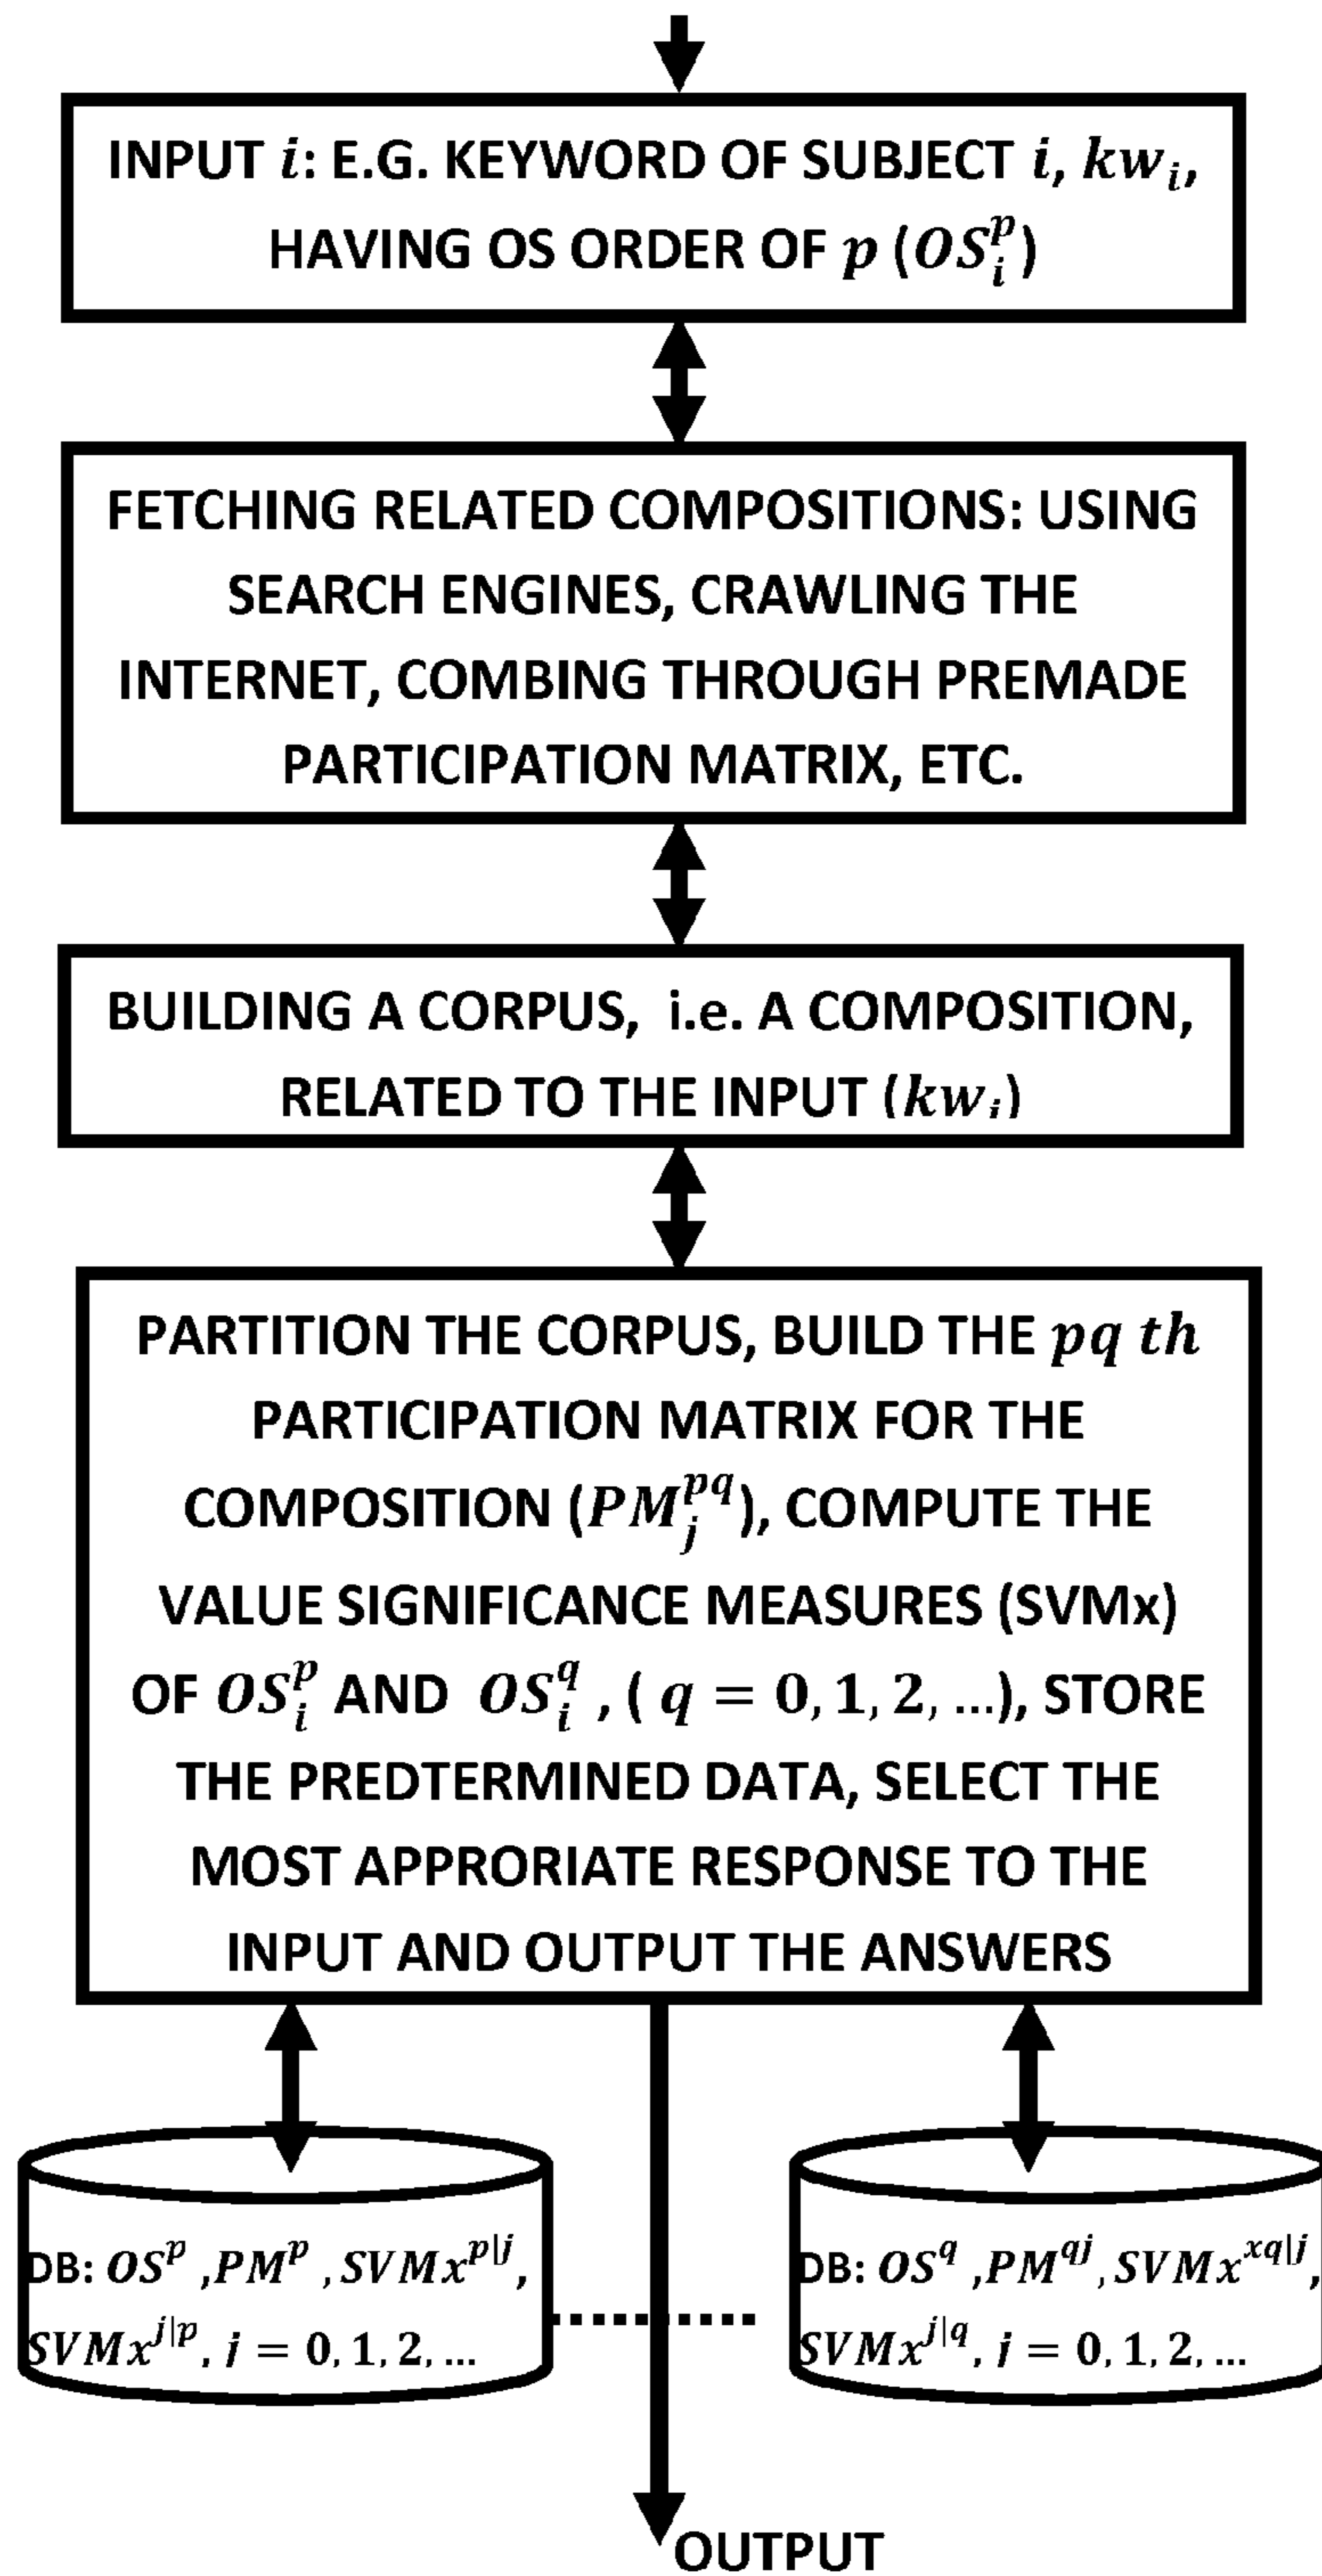 INPUT i: E.G. KEYWORD OF SUBJECT i, kw_i,
HAVING OS ORDER OF p (OS_i^p)
FETCHING RELATED COMPOSITIONS: USING
SEARCH ENGINES, CRAWLING THE
INTERNET, COMBING THROUGH PREMADE
PARTICIPATION MATRIX, ETC.
BUILDING A CORPUS, i.e. A COMPOSITION,
RELATED TO THE INPUT (kw_i)
PARTITION THE CORPUS, BUILD THE pq th
PARTICIPATION MATRIX FOR THE
COMPOSITION (PM_j^{pq}), COMPUTE THE
VALUE SIGNIFICANCE MEASURES (SVMx)
OF OS_i^p AND OS_i^q, ( q = 0, 1, 2, ...), STORE
THE PREDTERMINED DATA, SELECT THE
MOST APPRORIATE RESPONSE TO THE
INPUT AND OUTPUT THE ANSWERS
DB: OS^p ,PM^p , SVMx^{p|j},
SVMx^{j|p}, j = 0, 1, 2, ...
DB: OS^q ,PM^{qj}, SVMx^{xq|j},
SVMx^{j|q}, j = 0, 1, 2, ...
OUTPUT